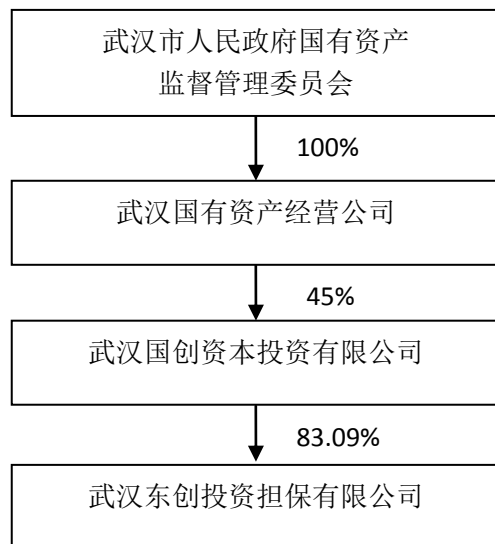 武汉市人民政府国有资产
监督管理委员会
100%
武汉国有资产经营公司
45%
武汉国创资本投资有限公司
83.09%
武汉东创投资担保有限公司